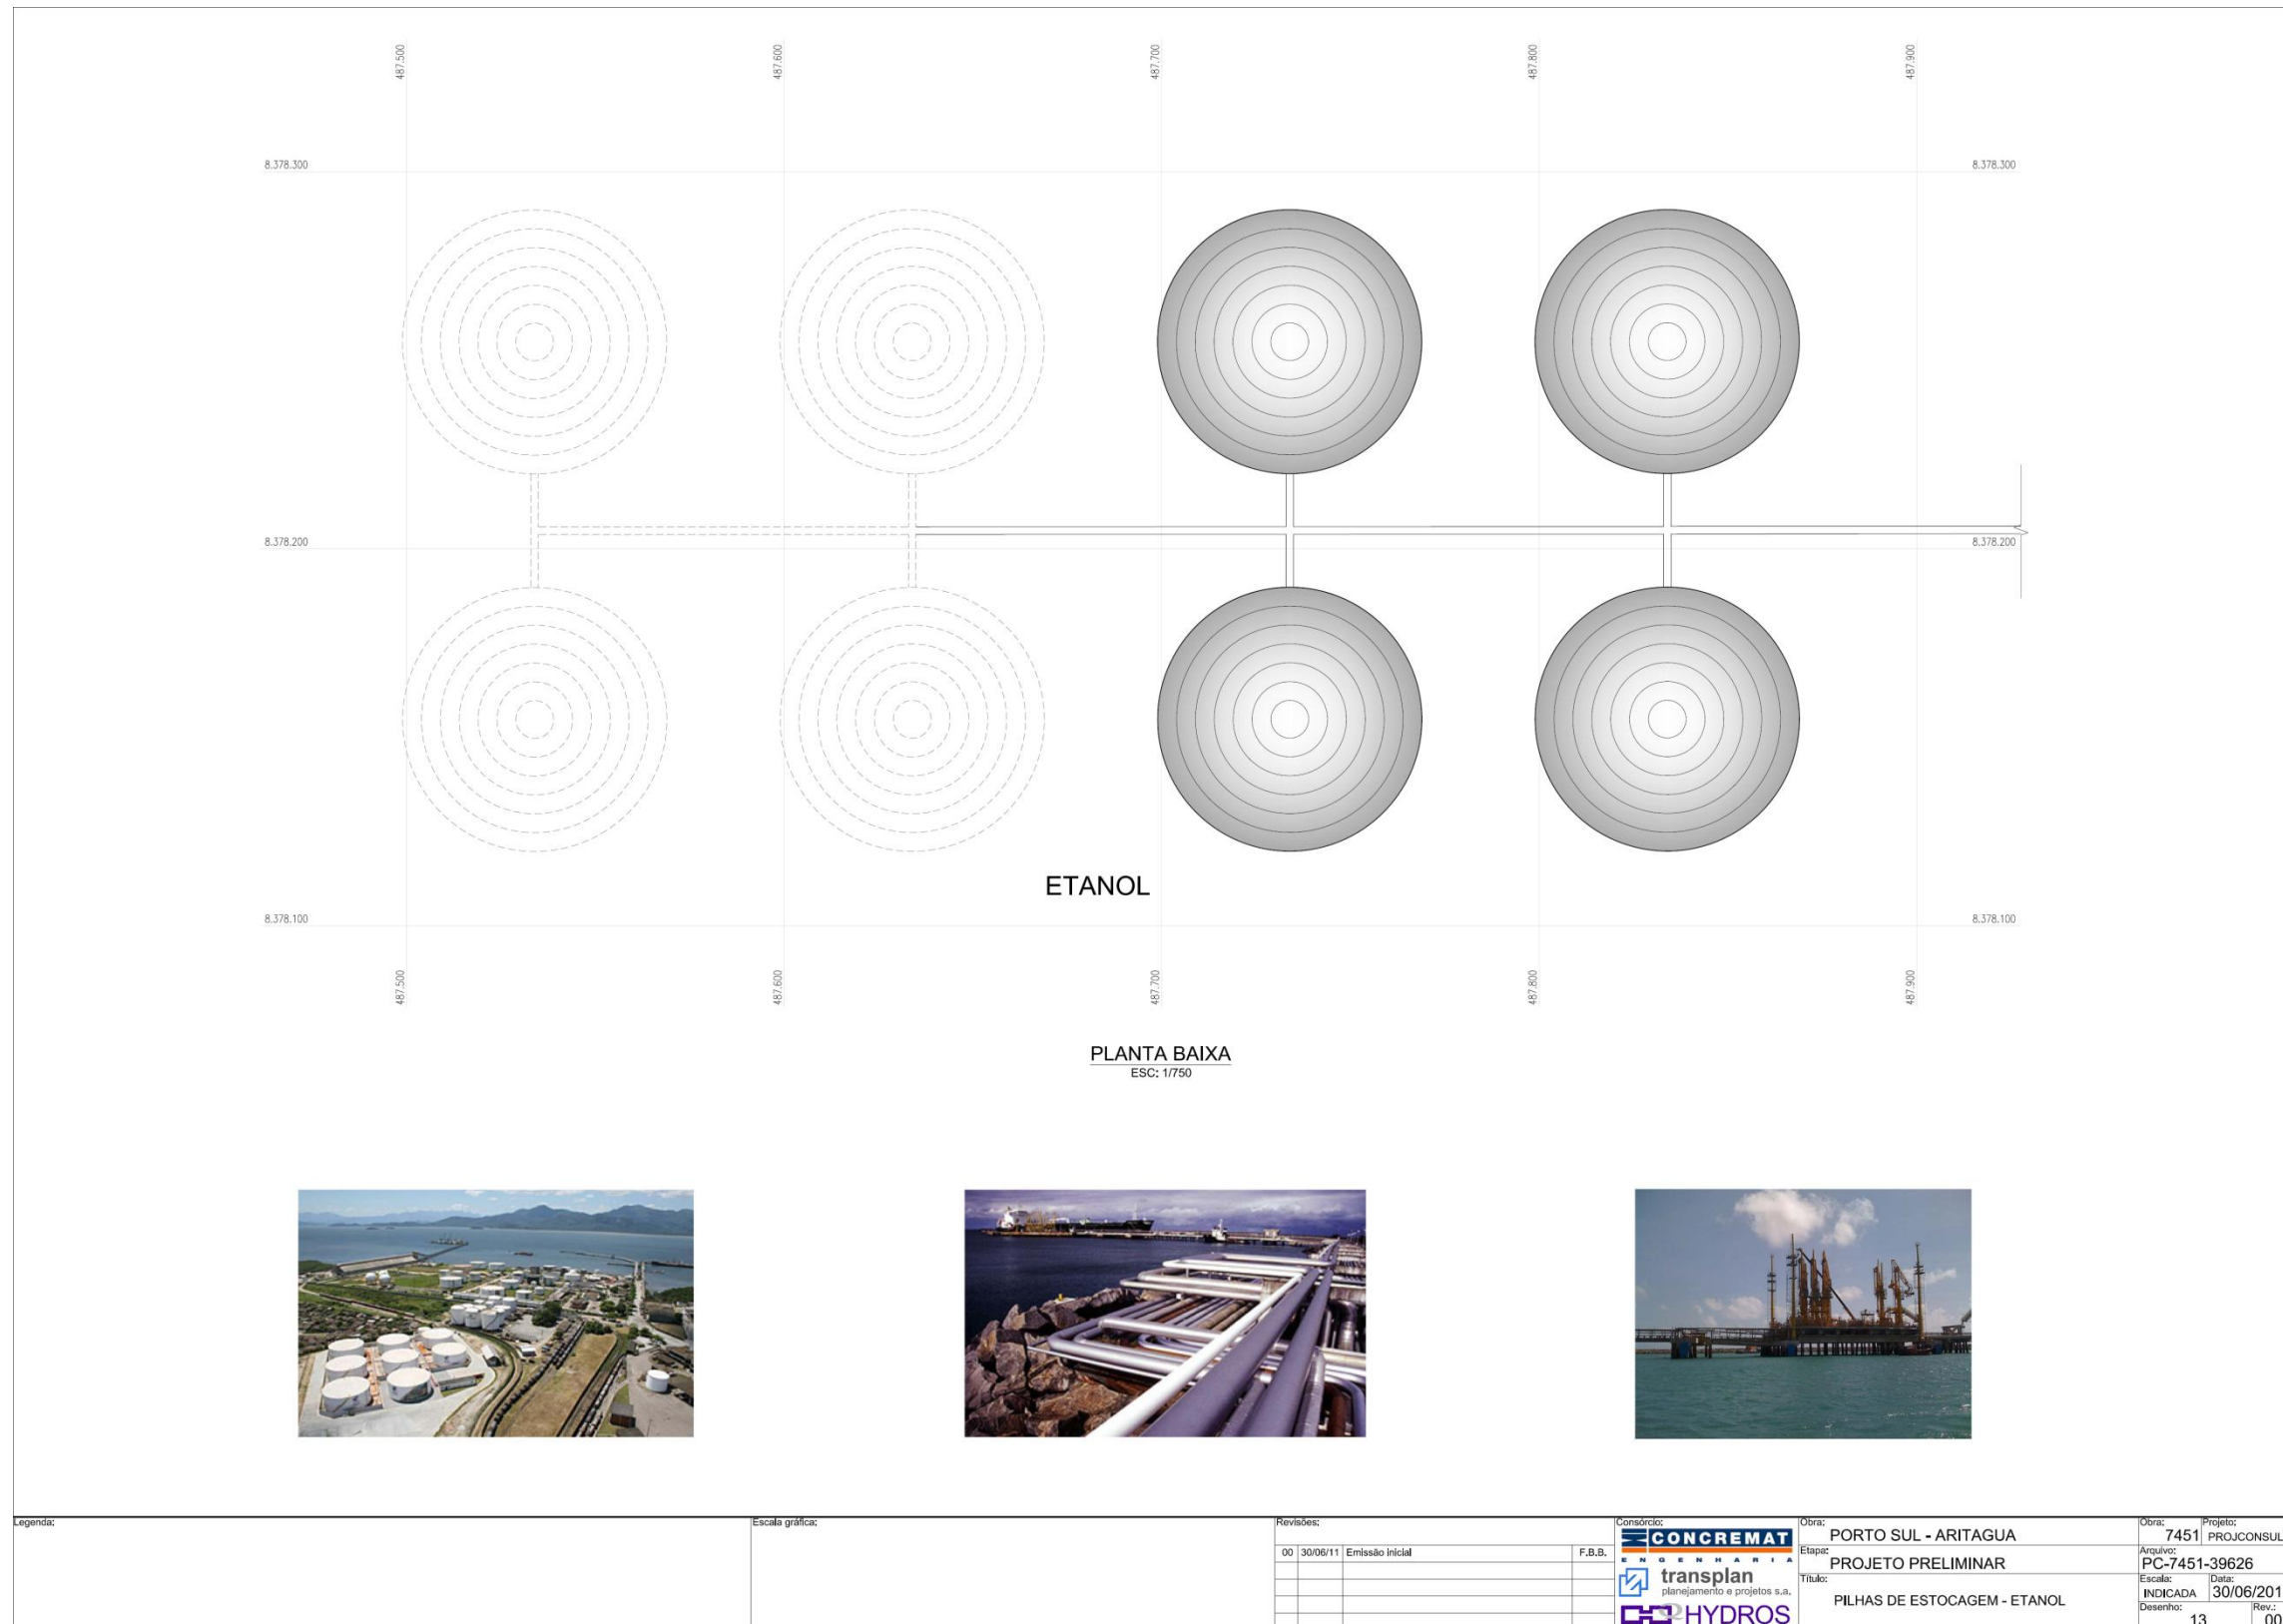 487.500
487.600
487.700
487.800
487.900
8.378.300
8.378.300
8.378.200
8.378.200
ETANOL
8.378.100
8.378.100
487.500
487.600
487.700
487.800
487.900
PLANTA BAIXA
ESC: 1/750
Legenda:
Escala gráfica:
Revisões:
00 30/06/11 Emissão inicial F.B.B.
Consórcio:
CONCREMAT
ENGENHARIA
transplan
planejamento e projetos s.a.
HYDROS
Obra:
PORTO SUL - ARITAGUA
Etapa:
PROJETO PRELIMINAR
Título:
PILHAS DE ESTOCAGEM - ETANOL
Obra: Projeto:
7451 PROJCONSUL
Arquivo:
PC-7451-39626
Escala: Data:
INDICADA 30/06/201
Desenho: Rev.:
13 00